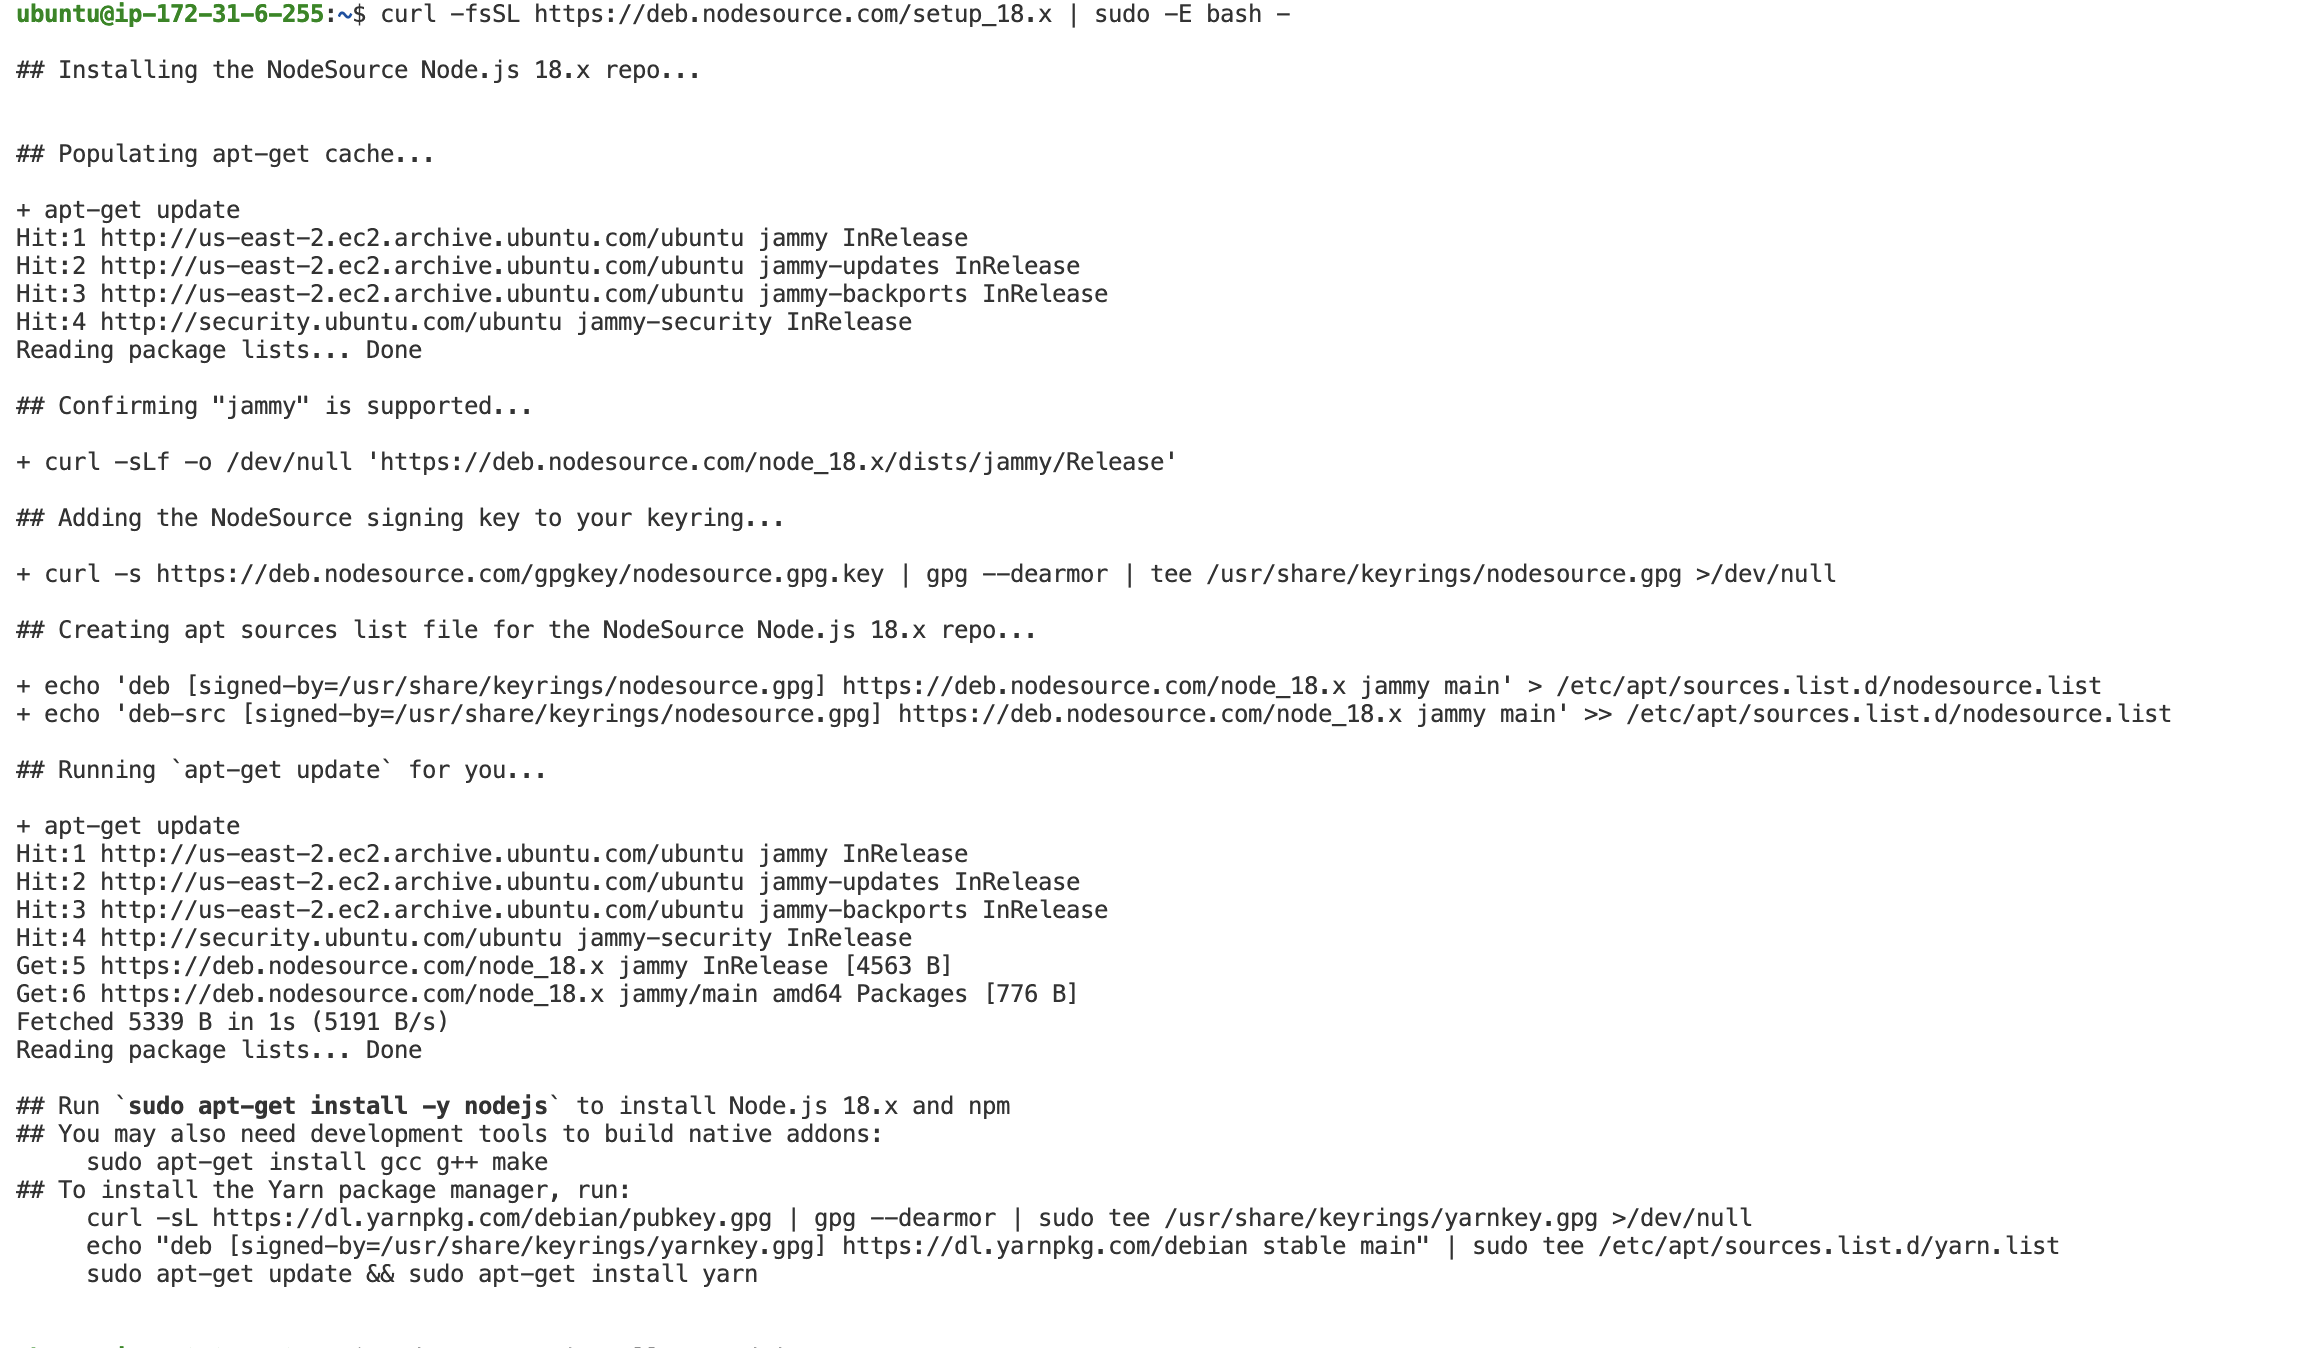 ubuntu@ip-172-31-6-255:~$ curl -fsSL https://deb.nodesource.com/setup_18.x | sudo -E bash -
## Installing the NodeSource Node.js 18.x repo...
## Populating apt-get cache...
+ apt-get update
Hit:1 http://us-east-2.ec2.archive.ubuntu.com/ubuntu jammy InRelease
Hit:2 http://us-east-2.ec2.archive.ubuntu.com/ubuntu jammy-updates InRelease
Hit:3 http://us-east-2.ec2.archive.ubuntu.com/ubuntu jammy-backports InRelease
Hit:4 http://security.ubuntu.com/ubuntu jammy-security InRelease
Reading package lists... Done
## Confirming "jammy" is supported...
+ curl -sLf -o /dev/null 'https://deb.nodesource.com/node_18.x/dists/jammy/Release'
## Adding the NodeSource signing key to your keyring...
+ curl -s https://deb.nodesource.com/gpgkey/nodesource.gpg.key | gpg --dearmor | tee /usr/share/keyrings/nodesource.gpg >/dev/null
## Creating apt sources list file for the NodeSource Node.js 18.x repo...
+ echo 'deb [signed-by=/usr/share/keyrings/nodesource.gpg] https://deb.nodesource.com/node_18.x jammy main' > /etc/apt/sources.list.d/nodesource.list
+ echo 'deb-src [signed-by=/usr/share/keyrings/nodesource.gpg] https://deb.nodesource.com/node_18.x jammy main' >> /etc/apt/sources.list.d/nodesource.list
## Running `apt-get update` for you...
+ apt-get update
Hit:1 http://us-east-2.ec2.archive.ubuntu.com/ubuntu jammy InRelease
Hit:2 http://us-east-2.ec2.archive.ubuntu.com/ubuntu jammy-updates InRelease
Hit:3 http://us-east-2.ec2.archive.ubuntu.com/ubuntu jammy-backports InRelease
Hit:4 http://security.ubuntu.com/ubuntu jammy-security InRelease
Get:5 https://deb.nodesource.com/node_18.x jammy InRelease [4563 B]
Get:6 https://deb.nodesource.com/node_18.x jammy/main amd64 Packages [776 B]
Fetched 5339 B in 1s (5191 B/s)
Reading package lists... Done
## Run `sudo apt-get install -y nodejs` to install Node.js 18.x and npm
## You may also need development tools to build native addons:
     sudo apt-get install gcc g++ make
## To install the Yarn package manager, run:
     curl -sL https://dl.yarnpkg.com/debian/pubkey.gpg | gpg --dearmor | sudo tee /usr/share/keyrings/yarnkey.gpg >/dev/null
     echo "deb [signed-by=/usr/share/keyrings/yarnkey.gpg] https://dl.yarnpkg.com/debian stable main" | sudo tee /etc/apt/sources.list.d/yarn.list
     sudo apt-get update && sudo apt-get install yarn